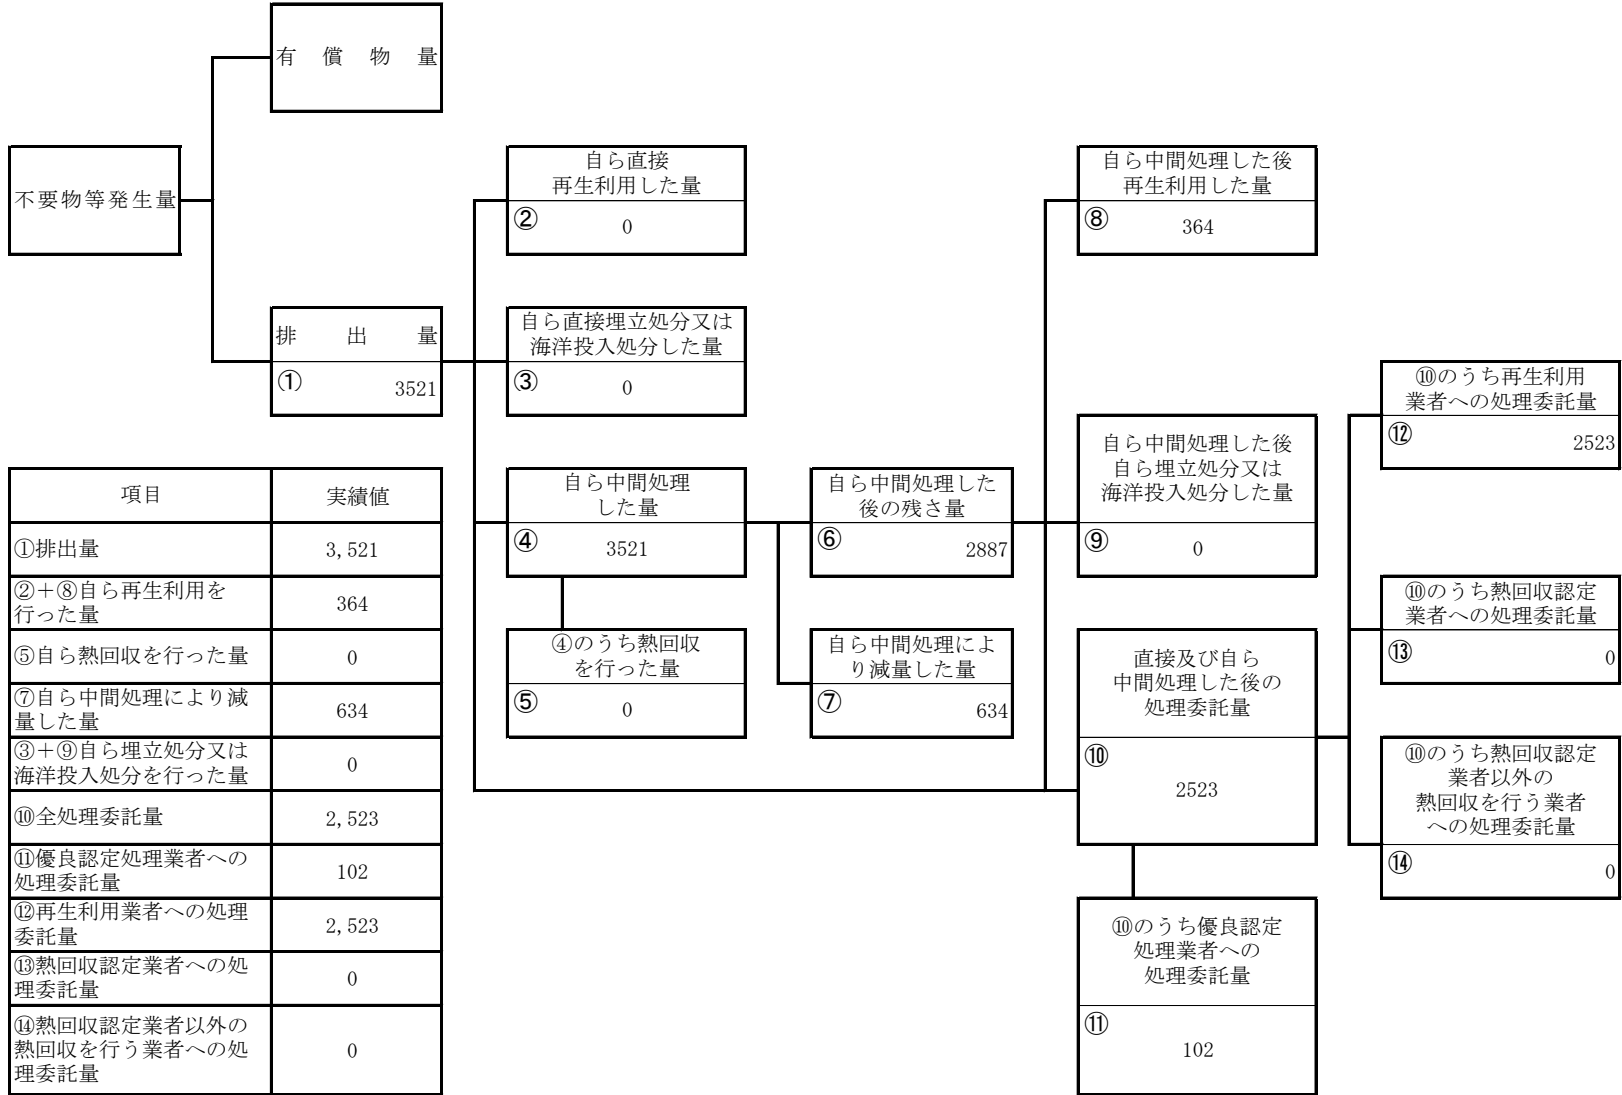 有償物量
不要物等発生量
排出量
①
3521
自ら直接
再生利用した量
②
0
自ら直接埋立処分又は
海洋投入処分した量
③
0
自ら中間処理
した量
④
3521
④のうち熱回収
を行った量
⑤
0
自ら中間処理した
後の残さ量
⑥
2887
自ら中間処理によ
り減量した量
⑦
634
自ら中間処理した後
再生利用した量
⑧
364
自ら中間処理した後
自ら埋立処分又は
海洋投入処分した量
⑨
0
直接及び自ら
中間処理した後の
処理委託量
⑩
2523
⑩のうち優良認定
処理業者への
処理委託量
⑪
102
⑩のうち再生利用
業者への処理委託量
⑫
2523
⑩のうち熱回収認定
業者への処理委託量
⑬
0
⑩のうち熱回収認定
業者以外の
熱回収を行う業者
への処理委託量
⑭
0
項目 実績値
①排出量 3,521
②+⑧自ら再生利用を
行った量 364
⑤自ら熱回収を行った量 0
⑦自ら中間処理により減
量した量 634
③+⑨自ら埋立処分又は
海洋投入処分を行った量 0
⑩全処理委託量 2,523
⑪優良認定処理業者への
処理委託量 102
⑫再生利用業者への処理
委託量 2,523
⑬熱回収認定業者への処
理委託量 0
⑭熱回収認定業者以外の
熱回収を行う業者への処
理委託量 0